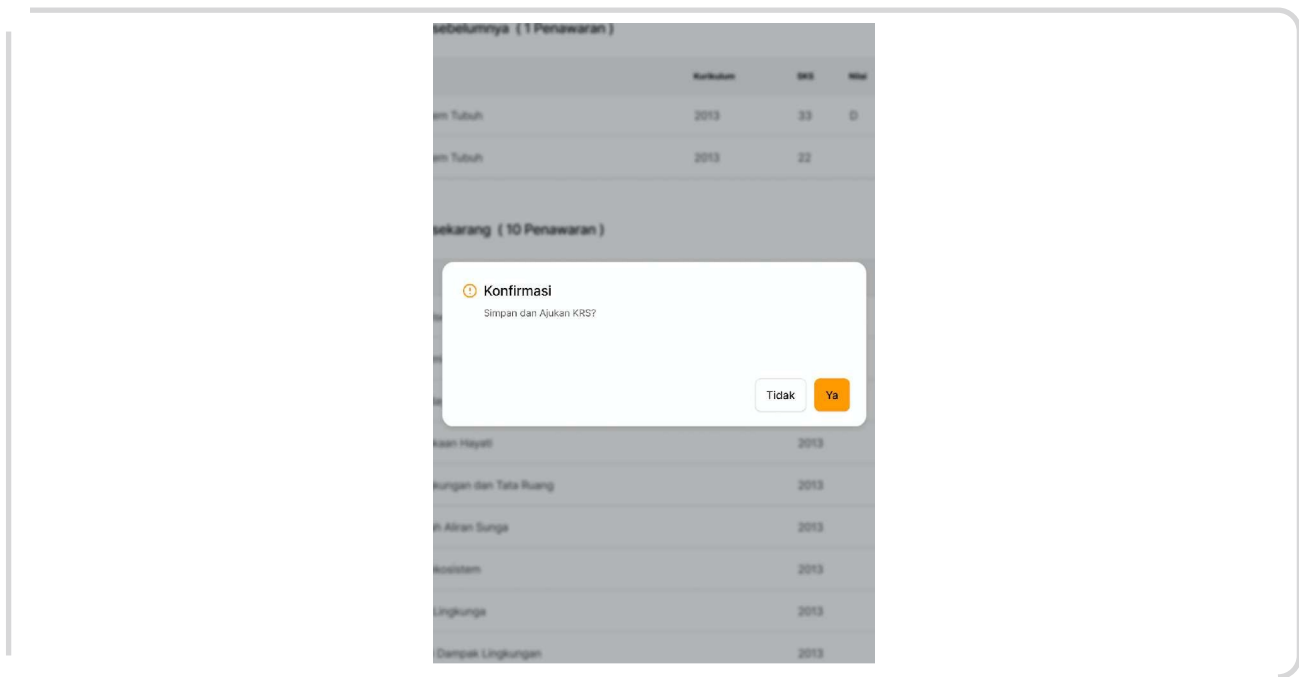 sebelumnya ( 1 Penawaran )
Kurikulum SKS Nilai
em Tubuh 2013 33 D
em Tubuh 2013 22
sekarang ( 10 Penawaran )
Konfirmasi
Simpan dan Ajukan KRS?
Tidak Ya
kaan Hayati 2013
kungan dan Tata Ruang 2013
h Aliran Sunga 2013
kosistem 2013
Lingkunga 2013
Dampak Lingkungan 2013